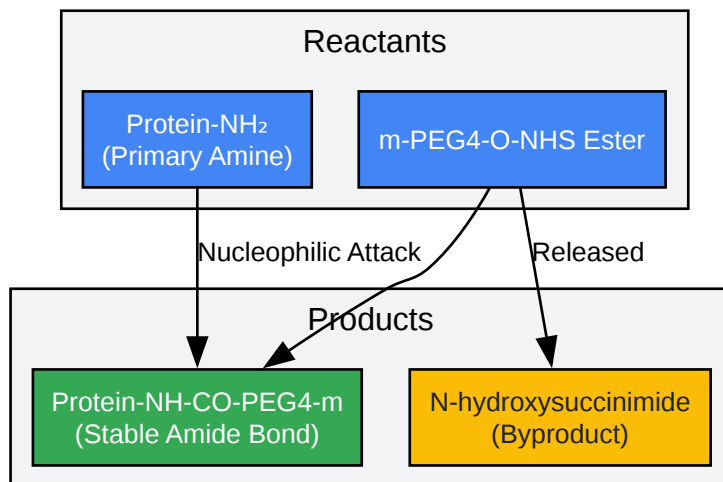 Reactants
Protein-NH₂
(Primary Amine)
m-PEG4-O-NHS Ester
Nucleophilic Attack
Released
Products
Protein-NH-CO-PEG4-m
(Stable Amide Bond)
N-hydroxysuccinimide
(Byproduct)